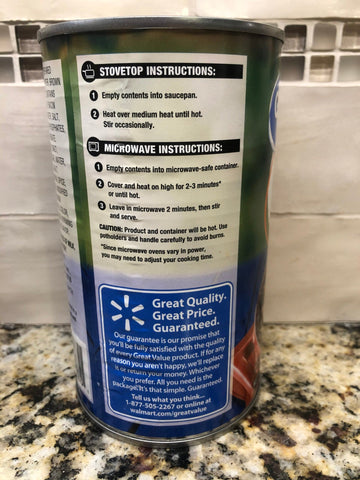 STOVETOP INSTRUCTIONS:
1 Empty contents into saucepan.
2 Heat over medium heat until hot.
Stir occasionally.
MICROWAVE INSTRUCTIONS:
1 Empty contents into microwave-safe container.
2 Cover and heat on high for 2-3 minutes*
or until hot.
3 Leave in microwave 2 minutes, then stir
and serve.
CAUTION: Product and container will be hot. Use
potholders and handle carefully to avoid burns.
*Since microwave ovens vary in power,
you may need to adjust your cooking time.
Great Quality.
Great Price.
Guaranteed.
Our guarantee is our promise that
you'll be fully satisfied with the quality
of every Great Value product. If for any
reason you aren't happy, we'll replace
it or return your money. Whichever
you prefer. All you need is the
package. It's that simple. Guaranteed.
Tell us what you think...
1-877-505-2267 or online at
walmart.com/greatvalue